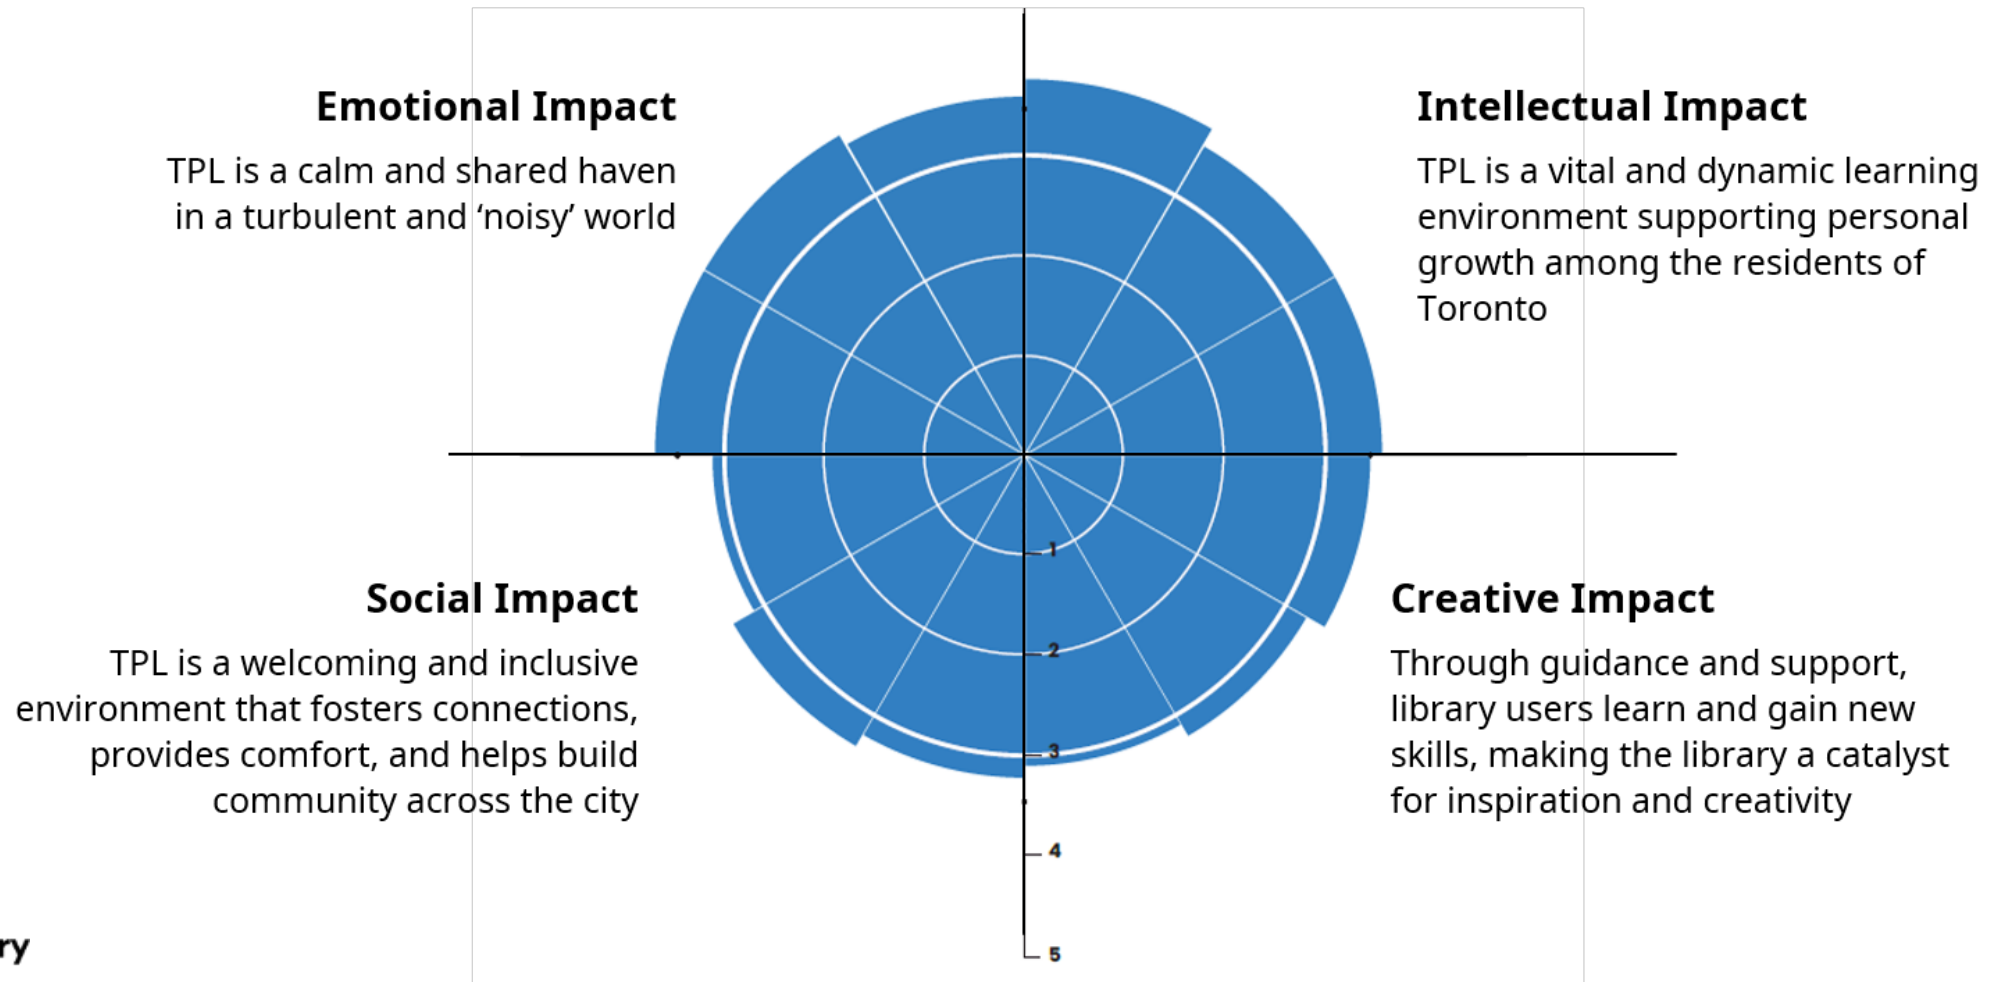 Emotional Impact
TPL is a calm and shared haven
in a turbulent and ‘noisy’ world
Intellectual Impact
TPL is a vital and dynamic learning
environment supporting personal
growth among the residents of
Toronto
Social Impact
TPL is a welcoming and inclusive
environment that fosters connections,
provides comfort, and helps build
community across the city
Creative Impact
Through guidance and support,
library users learn and gain new
skills, making the library a catalyst
for inspiration and creativity
1
2
3
4
5
ry